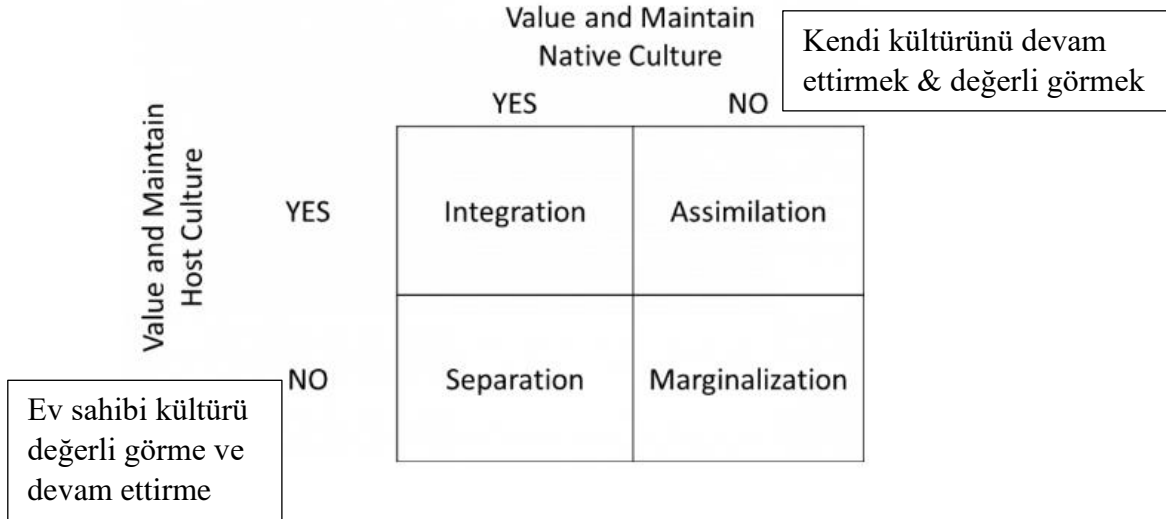 Value and Maintain
Native Culture
Kendi kültürünü devam
ettirmek & değerli görmek
YES
NO
Value and Maintain
Host Culture
YES
Integration
Assimilation
NO
Separation
Marginalization
Ev sahibi kültürü
değerli görme ve
devam ettirme